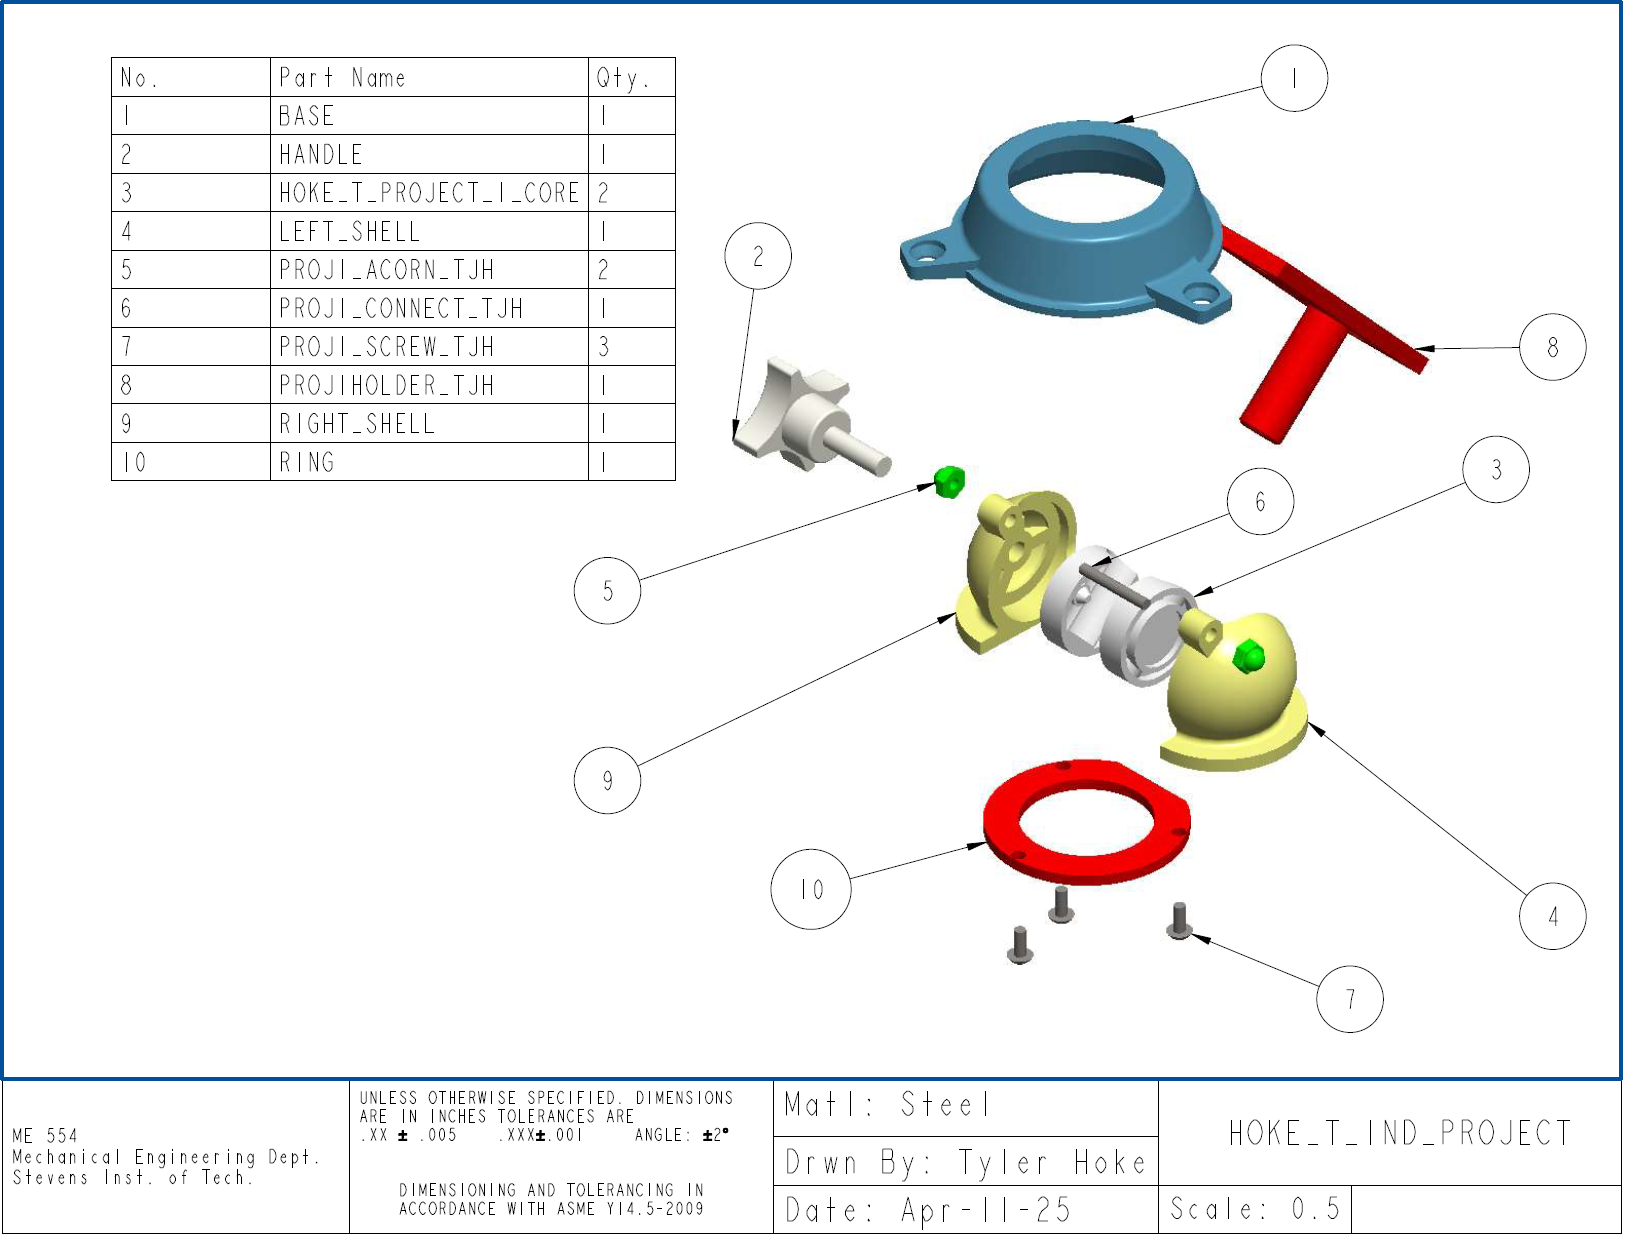 No. Part Name Qty.
1 BASE 1
2 HANDLE 1
3 HOKE_T_PROJECT_1_CORE 2
4 LEFT_SHELL 1
5 PROJ1_ACORN_TJH 2
6 PROJ1_CONNECT_TJH 1
7 PROJ1_SCREW_TJH 3
8 PROJ1HOLDER_TJH 1
9 RIGHT_SHELL 1
10 RING 1
1
2
8
3
6
5
9
10
4
7
ME 554
Mechanical Engineering Dept.
Stevens Inst. of Tech.
UNLESS OTHERWISE SPECIFIED. DIMENSIONS
ARE IN INCHES TOLERANCES ARE
.XX ± .005 .XXX±.001 ANGLE: ±2°
DIMENSIONING AND TOLERANCING IN
ACCORDANCE WITH ASME Y14.5-2009
Matl: Steel
Drwn By: Tyler Hoke
Date: Apr-11-25
HOKE_T_IND_PROJECT
Scale: 0.5